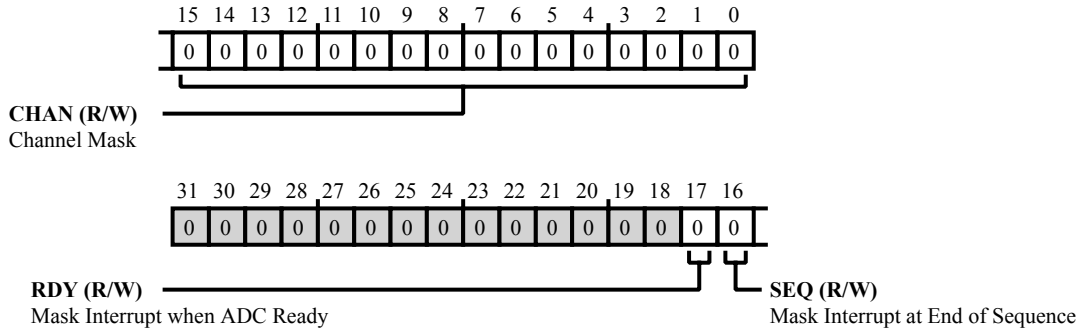 15 14 13 12 11 10 9 8 7 6 5 4 3 2 1 0
0 0 0 0 0 0 0 0 0 0 0 0 0 0 0 0
CHAN (R/W)
Channel Mask
31 30 29 28 27 26 25 24 23 22 21 20 19 18 17 16
0 0 0 0 0 0 0 0 0 0 0 0 0 0 0 0
RDY (R/W)
Mask Interrupt when ADC Ready
SEQ (R/W)
Mask Interrupt at End of Sequence